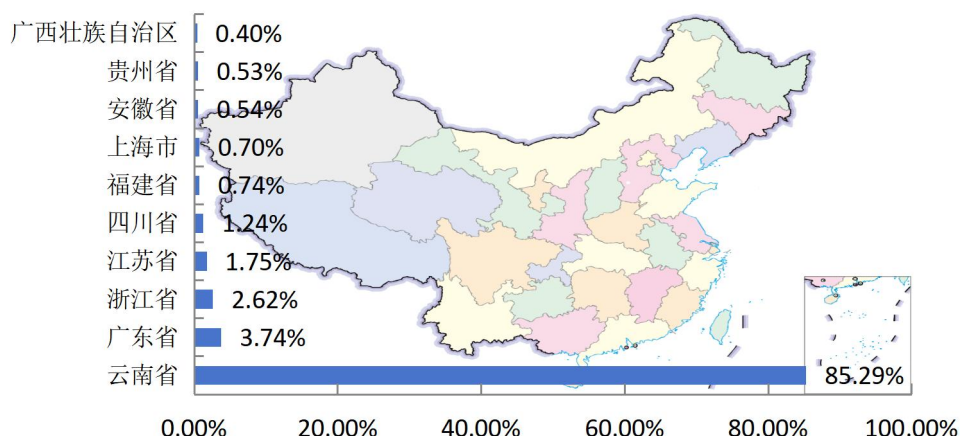 广西壮族自治区 0.40%
贵州省 0.53%
安徽省 0.54%
上海市 0.70%
福建省 0.74%
四川省 1.24%
江苏省 1.75%
浙江省 2.62%
广东省 3.74%
云南省 85.29%
0.00% 20.00% 40.00% 60.00% 80.00% 100.00%